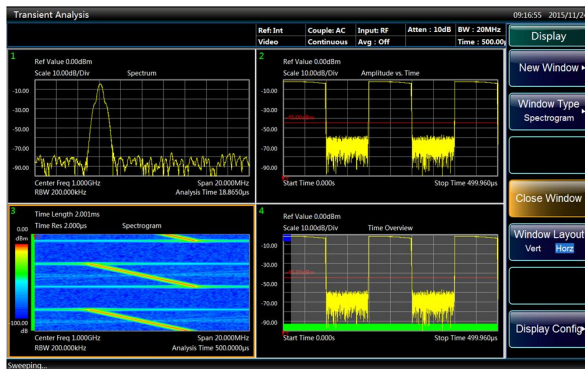 Transient Analysis
09:16:55 2015/11/24
Ref: Int Couple: AC Input: RF Atten : 10dB BW : 20MHz
Video Continuous Avg : Off Time : 500.00µ
Display
New Window
Window Type
Spectrogram
Close Window
Window Layout
Vert Horz
Display Config
1
Ref Value 0.00dBm
Scale 10.00dB/Div Spectrum
-10.00
-30.00
-50.00
-70.00
-90.00
Center Freq 1.000GHz Span 20.000MHz
RBW 200.000kHz Analysis Time 18.8650µs
2
Ref Value 0.00dBm
Scale 10.00dB/Div Amplitude vs. Time
-10.00
-30.00
-50.00
-70.00
-90.00
Start Time 0.000s Stop Time 499.960µs
3
Time Length 2.001ms
Time Res 2.000µs Spectrogram
0.00
dBm
-100.00
dB
Center Freq 1.000GHz Span 20.000MHz
RBW 200.000kHz Analysis Time 500.0000µs
4
Ref Value 0.00dBm
Scale 10.00dB/Div Time Overview
-10.00
-30.00
-50.00
-70.00
-90.00
Start Time 0.000s Stop Time 499.960µs
Sweeping...